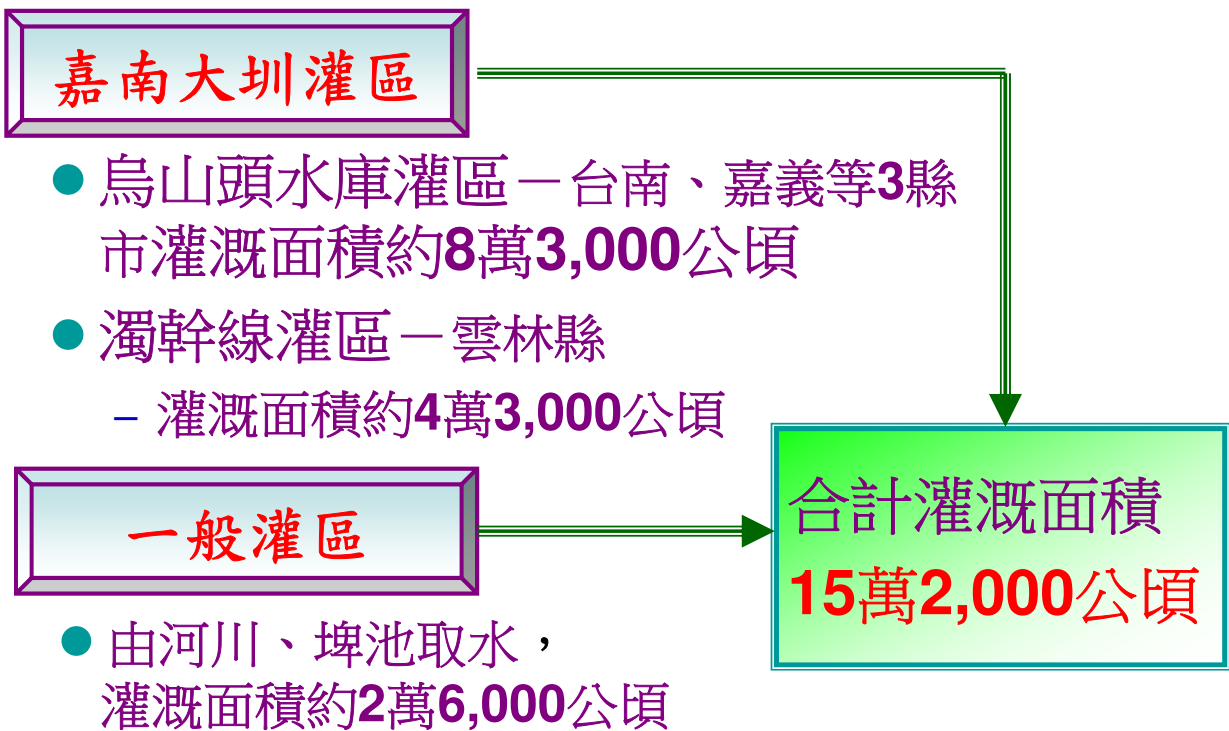 嘉南大圳灌區
烏山頭水庫灌區－台南、嘉義等3縣
市灌溉面積約8萬3,000公頃
濁幹線灌區－雲林縣
– 灌溉面積約4萬3,000公頃
一般灌區
由河川、埤池取水，
灌溉面積約2萬6,000公頃
合計灌溉面積
15萬2,000公頃